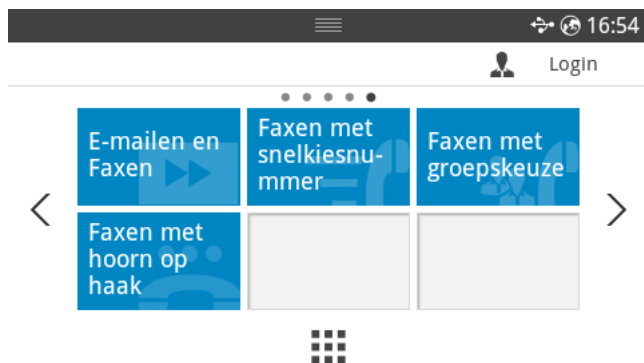 16:54
Login
E-mailen en
Faxen
Faxen met
snelkiesnu-
mmer
Faxen met
groepskeuze
Faxen met
hoorn op
haak